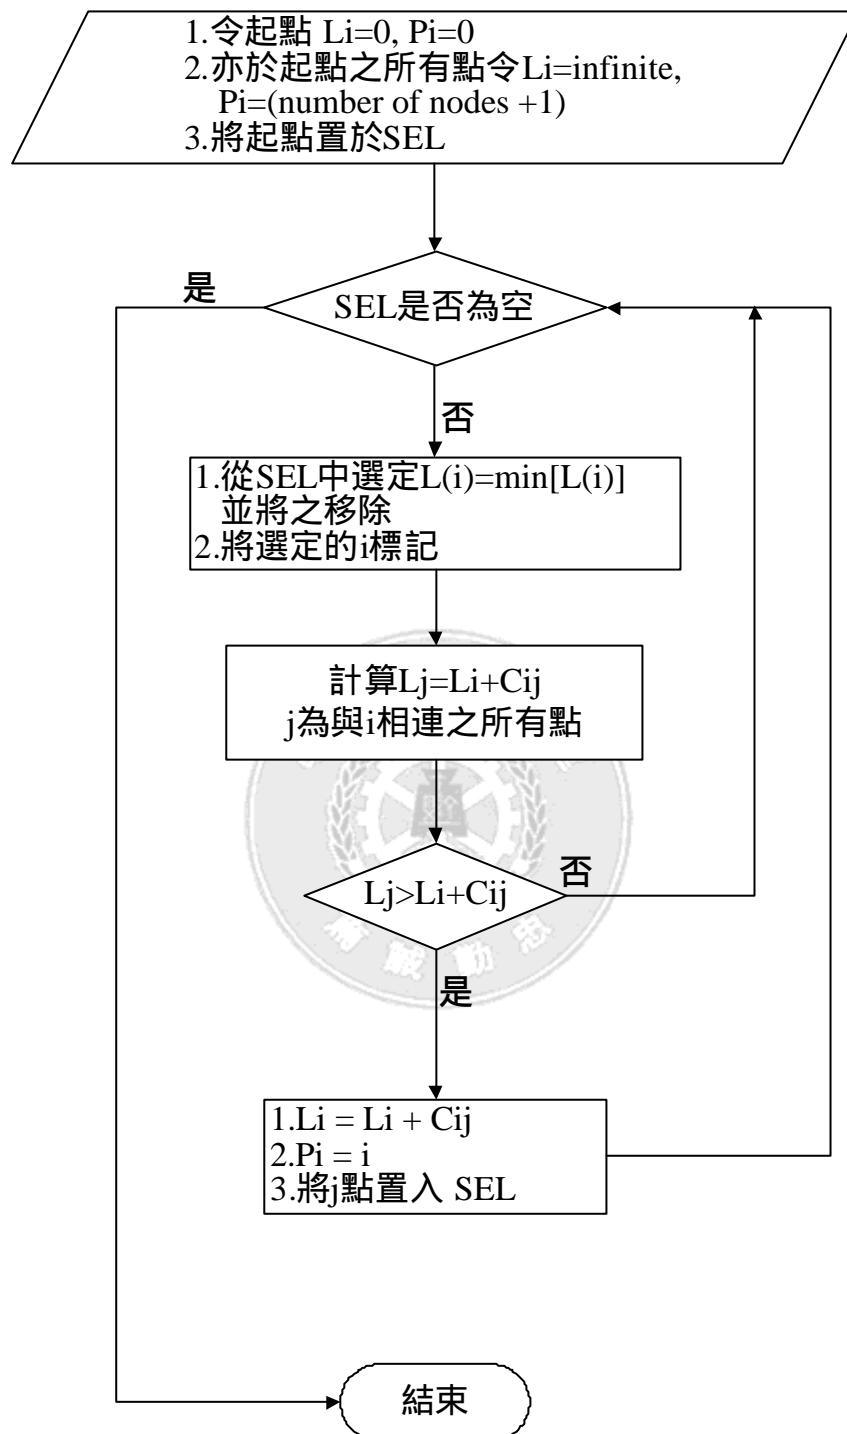 1.令起點 Li=0, Pi=0
2.亦於起點之所有點令Li=infinite,
Pi=(number of nodes +1)
3.將起點置於SEL
是
SEL是否為空
否
1.從SEL中選定L(i)=min[L(i)]
並將之移除
2.將選定的i標記
計算Lj=Li+Cij
j為與i相連之所有點
Lj>Li+Cij
否
是
1.Li = Li + Cij
2.Pi = i
3.將j點置入 SEL
結束